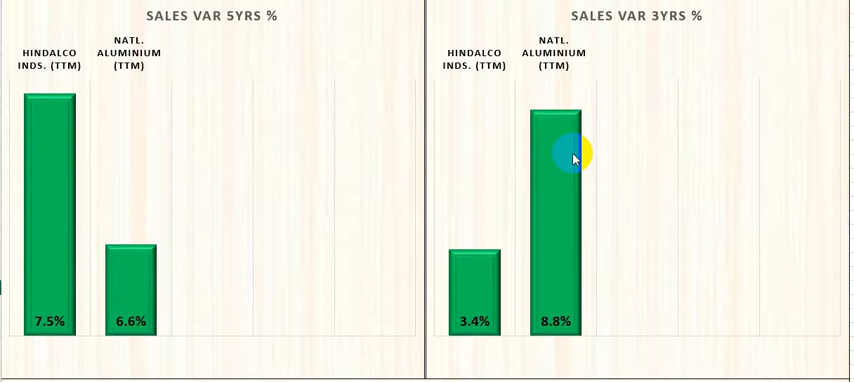 SALES VAR 5YRS %
HINDALCO
INDS. (TTM)
NATL.
ALUMINIUM
(TTM)
7.5%
6.6%
SALES VAR 3YRS %
HINDALCO
INDS. (TTM)
NATL.
ALUMINIUM
(TTM)
3.4%
8.8%